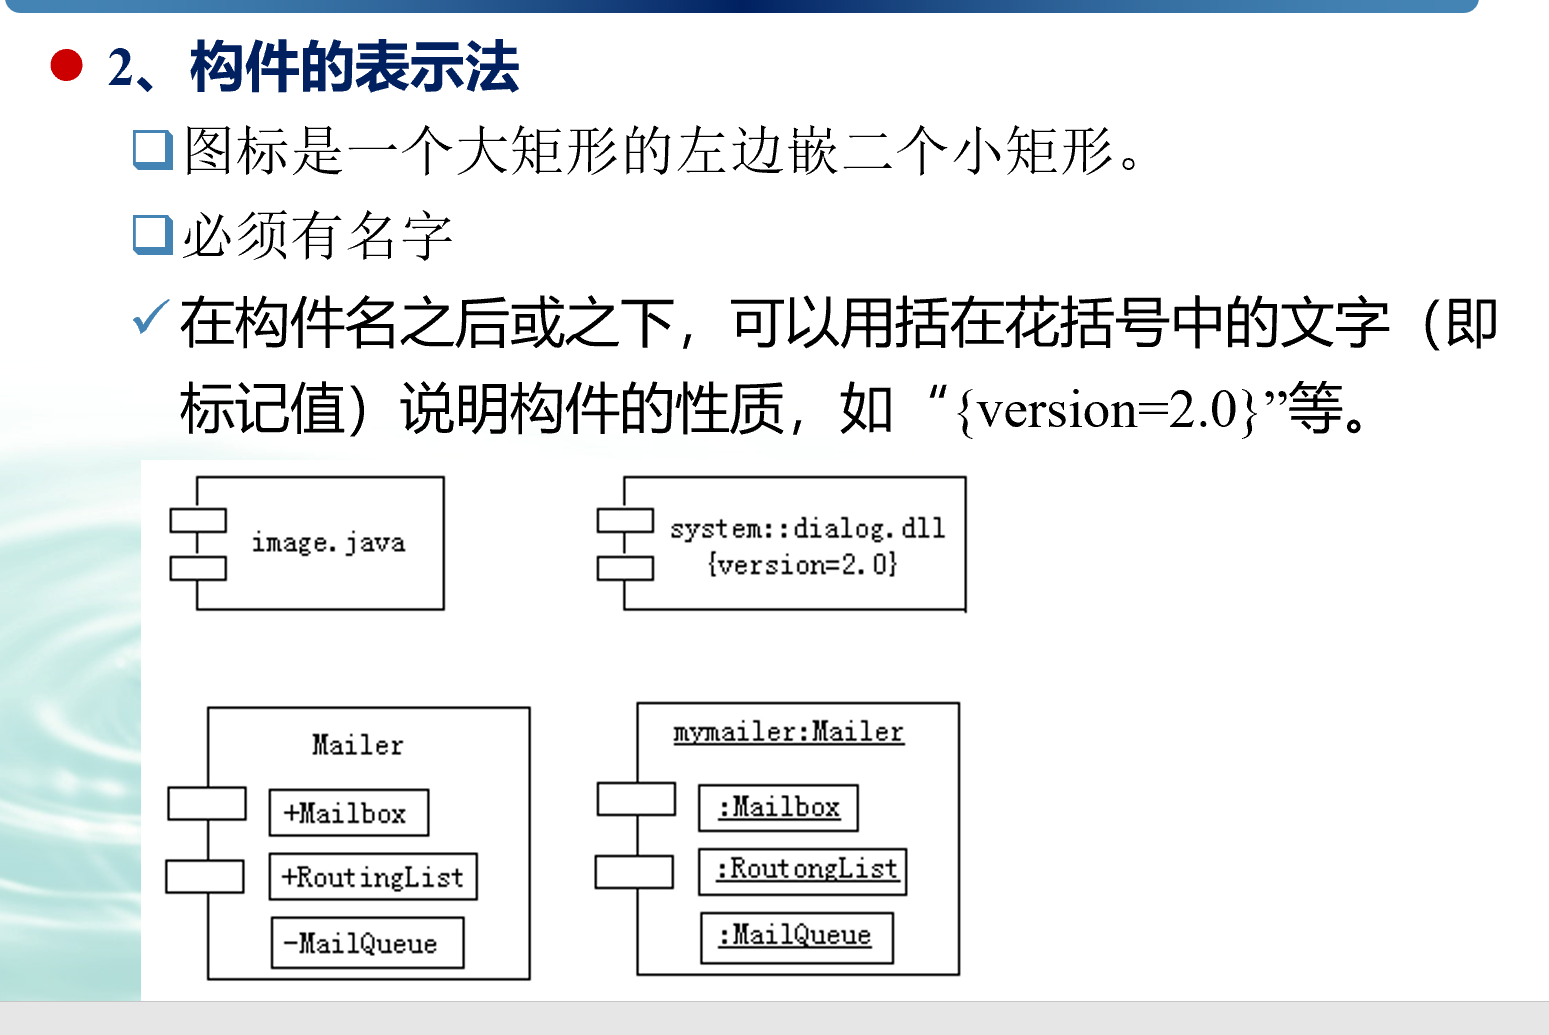 2、构件的表示法
图标是一个大矩形的左边嵌二个小矩形。
必须有名字
在构件名之后或之下，可以用括在花括号中的文字（即
标记值）说明构件的性质，如“{version=2.0}”等。
image.java
system::dialog.dll
{version=2.0}
Mailer
+Mailbox
+RoutingList
-MailQueue
mymailer:Mailer
:Mailbox
:RoutongList
:MailQueue